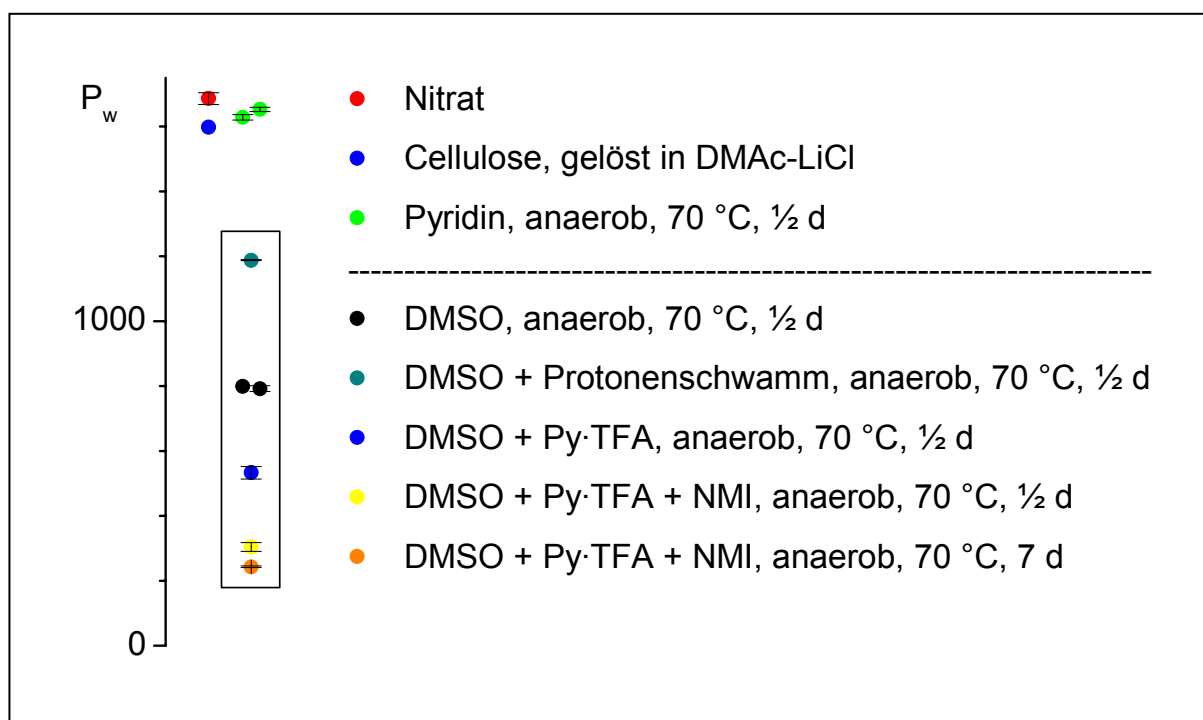 Pw
Nitrat
Cellulose, gelöst in DMAc-LiCl
Pyridin, anaerob, 70 °C, ½ d
--------------------------------------------------------------------------------
1000
DMSO, anaerob, 70 °C, ½ d
DMSO + Protonenschwamm, anaerob, 70 °C, ½ d
DMSO + Py·TFA, anaerob, 70 °C, ½ d
DMSO + Py·TFA + NMI, anaerob, 70 °C, ½ d
DMSO + Py·TFA + NMI, anaerob, 70 °C, 7 d
0